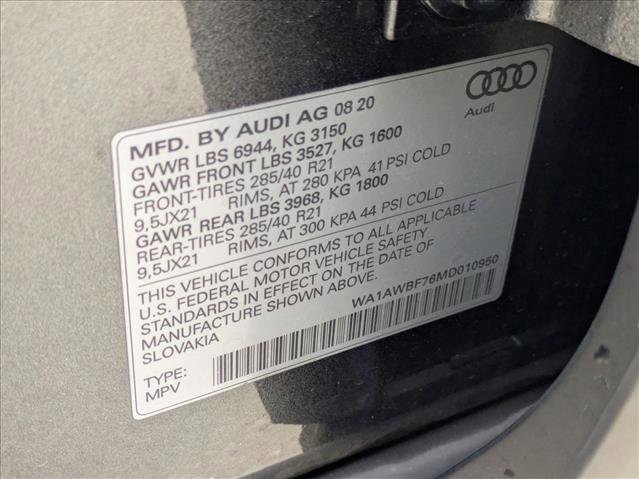 Audi
MFD. BY AUDI AG 08 20
GVWR LBS 6944, KG 3150
GAWR FRONT LBS 3527, KG 1600
FRONT-TIRES 285/40 R21
9,5JX21 RIMS, AT 280 KPA 41 PSI COLD
GAWR REAR LBS 3968, KG 1800
REAR-TIRES 285/40 R21
9,5JX21 RIMS, AT 300 KPA 44 PSI COLD
THIS VEHICLE CONFORMS TO ALL APPLICABLE
U.S. FEDERAL MOTOR VEHICLE SAFETY
STANDARDS IN EFFECT ON THE DATE OF
MANUFACTURE SHOWN ABOVE.
SLOVAKIA
WA1AWBF76MD010950
TYPE:
MPV